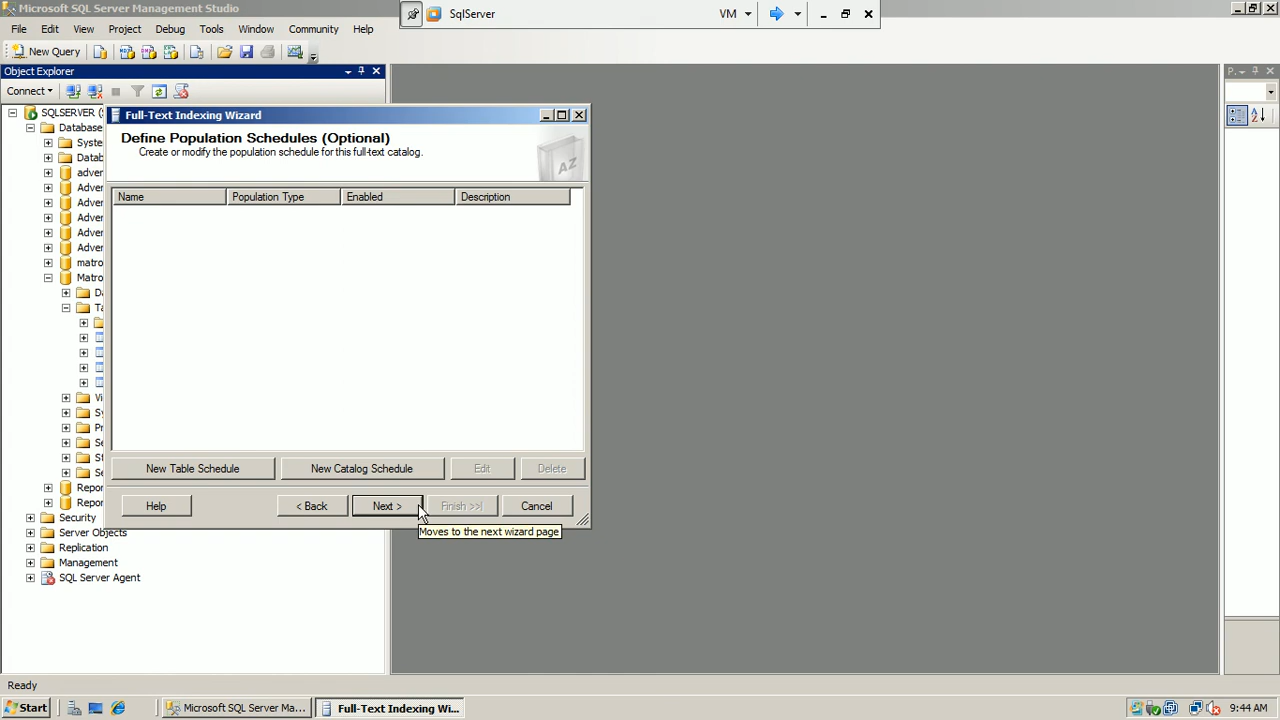 Microsoft SQL Server Management Studio
SqlServer
VM
File Edit View Project Debug Tools Window Community Help
New Query
Object Explorer
P..
Connect
SQLSERVER (S
Database
Syste
Datab
adver
Adver
Adver
Adver
Adver
Adver
matro
Matro
Da
Ta
Vi
Sy
Pr
Se
St
Se
Repor
Repor
Security
Server Objects
Replication
Management
SQL Server Agent
Full-Text Indexing Wizard
Define Population Schedules (Optional)
Create or modify the population schedule for this full-text catalog.
AZ
Name Population Type Enabled Description
New Table Schedule New Catalog Schedule Edit Delete
Help < Back Next > Finish >>| Cancel
Moves to the next wizard page
Ready
Start Microsoft SQL Server Ma... Full-Text Indexing Wi... 9:44 AM